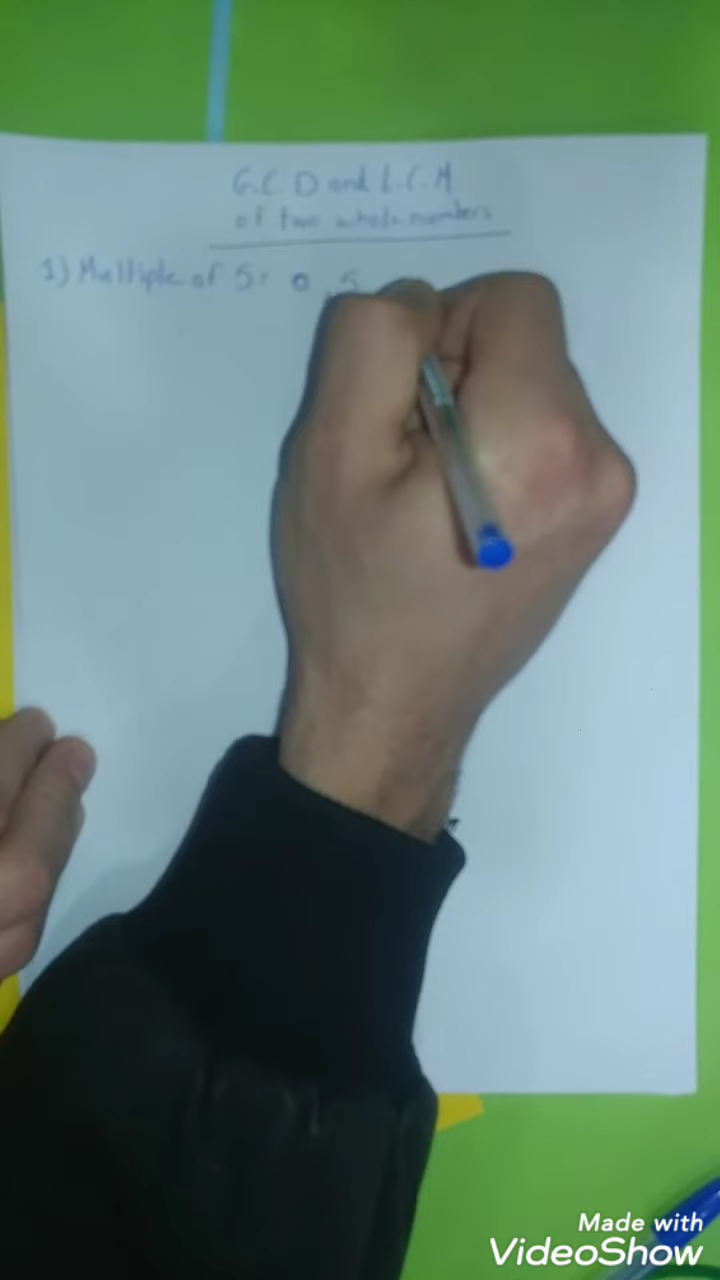 G.C.D and L.C.M
of two whole numbers
1) Multiple of 5: 0 5
Made with
VideoShow